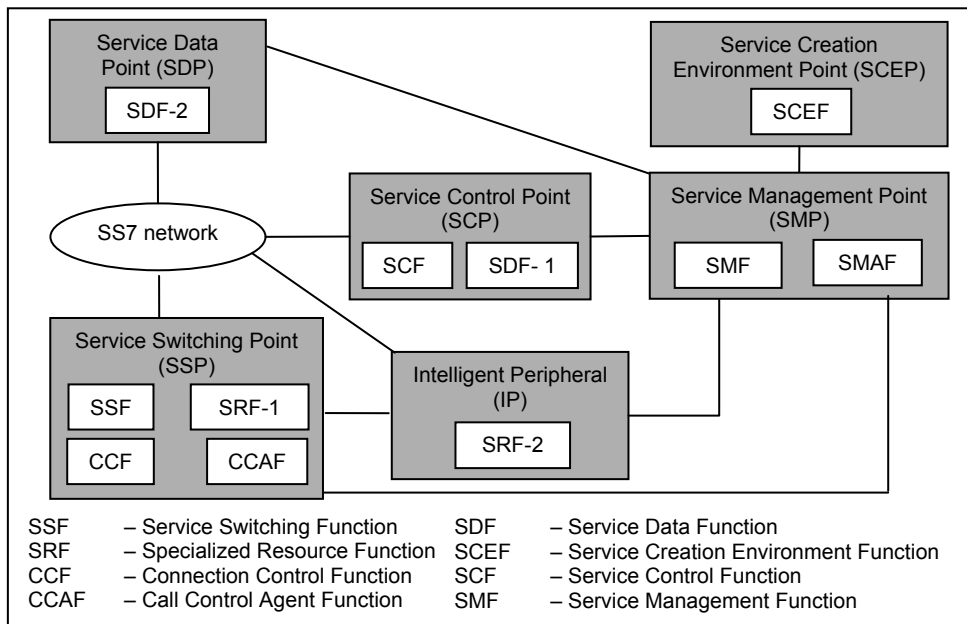 Service Data
Point (SDP)
SDF-2
Service Creation
Environment Point (SCEP)
SCEF
SS7 network
Service Control Point
(SCP)
SCF
SDF- 1
Service Management Point
(SMP)
SMF
SMAF
Service Switching Point
(SSP)
SSF
SRF-1
CCF
CCAF
Intelligent Peripheral
(IP)
SRF-2
SSF – Service Switching Function
SRF – Specialized Resource Function
CCF – Connection Control Function
CCAF – Call Control Agent Function
SDF – Service Data Function
SCEF – Service Creation Environment Function
SCF – Service Control Function
SMF – Service Management Function